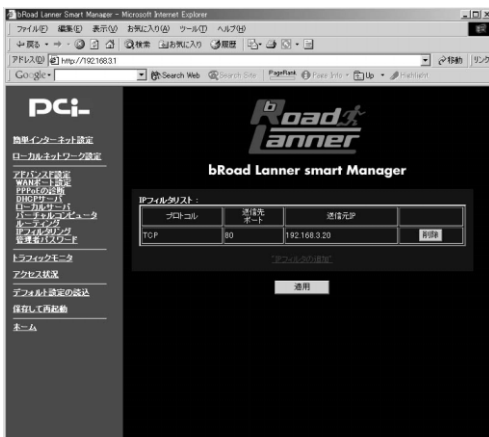 bRoad Lanner Smart Manager - Microsoft Internet Explorer
ファイル(F) 編集(E) 表示(V) お気に入り(A) ツール(T) ヘルプ(H)
戻る 検索 お気に入り 履歴
アドレス(D) http://192.168.3.1 移動 リンク
Google Search Web Search Site PageRank Page Info Up Highlight
PCi
bRoad Lanner
bRoad Lanner smart Manager
簡単インターネット設定
ローカルネットワーク設定
アドバンスド設定
WANポート設定
PPPoEの診断
DHCPサーバ
ローカルサーバ
バーチャルコンピュータ
ルーティング
IPフィルタリング
管理者パスワード
トラフィックモニタ
アクセス状況
デフォルト設定の読込
保存して再起動
ホーム
IPフィルタリスト:
プロトコル 送信先ポート 送信元IP
TCP 80 192.168.3.20 削除
"IPフィルタの追加"
適用